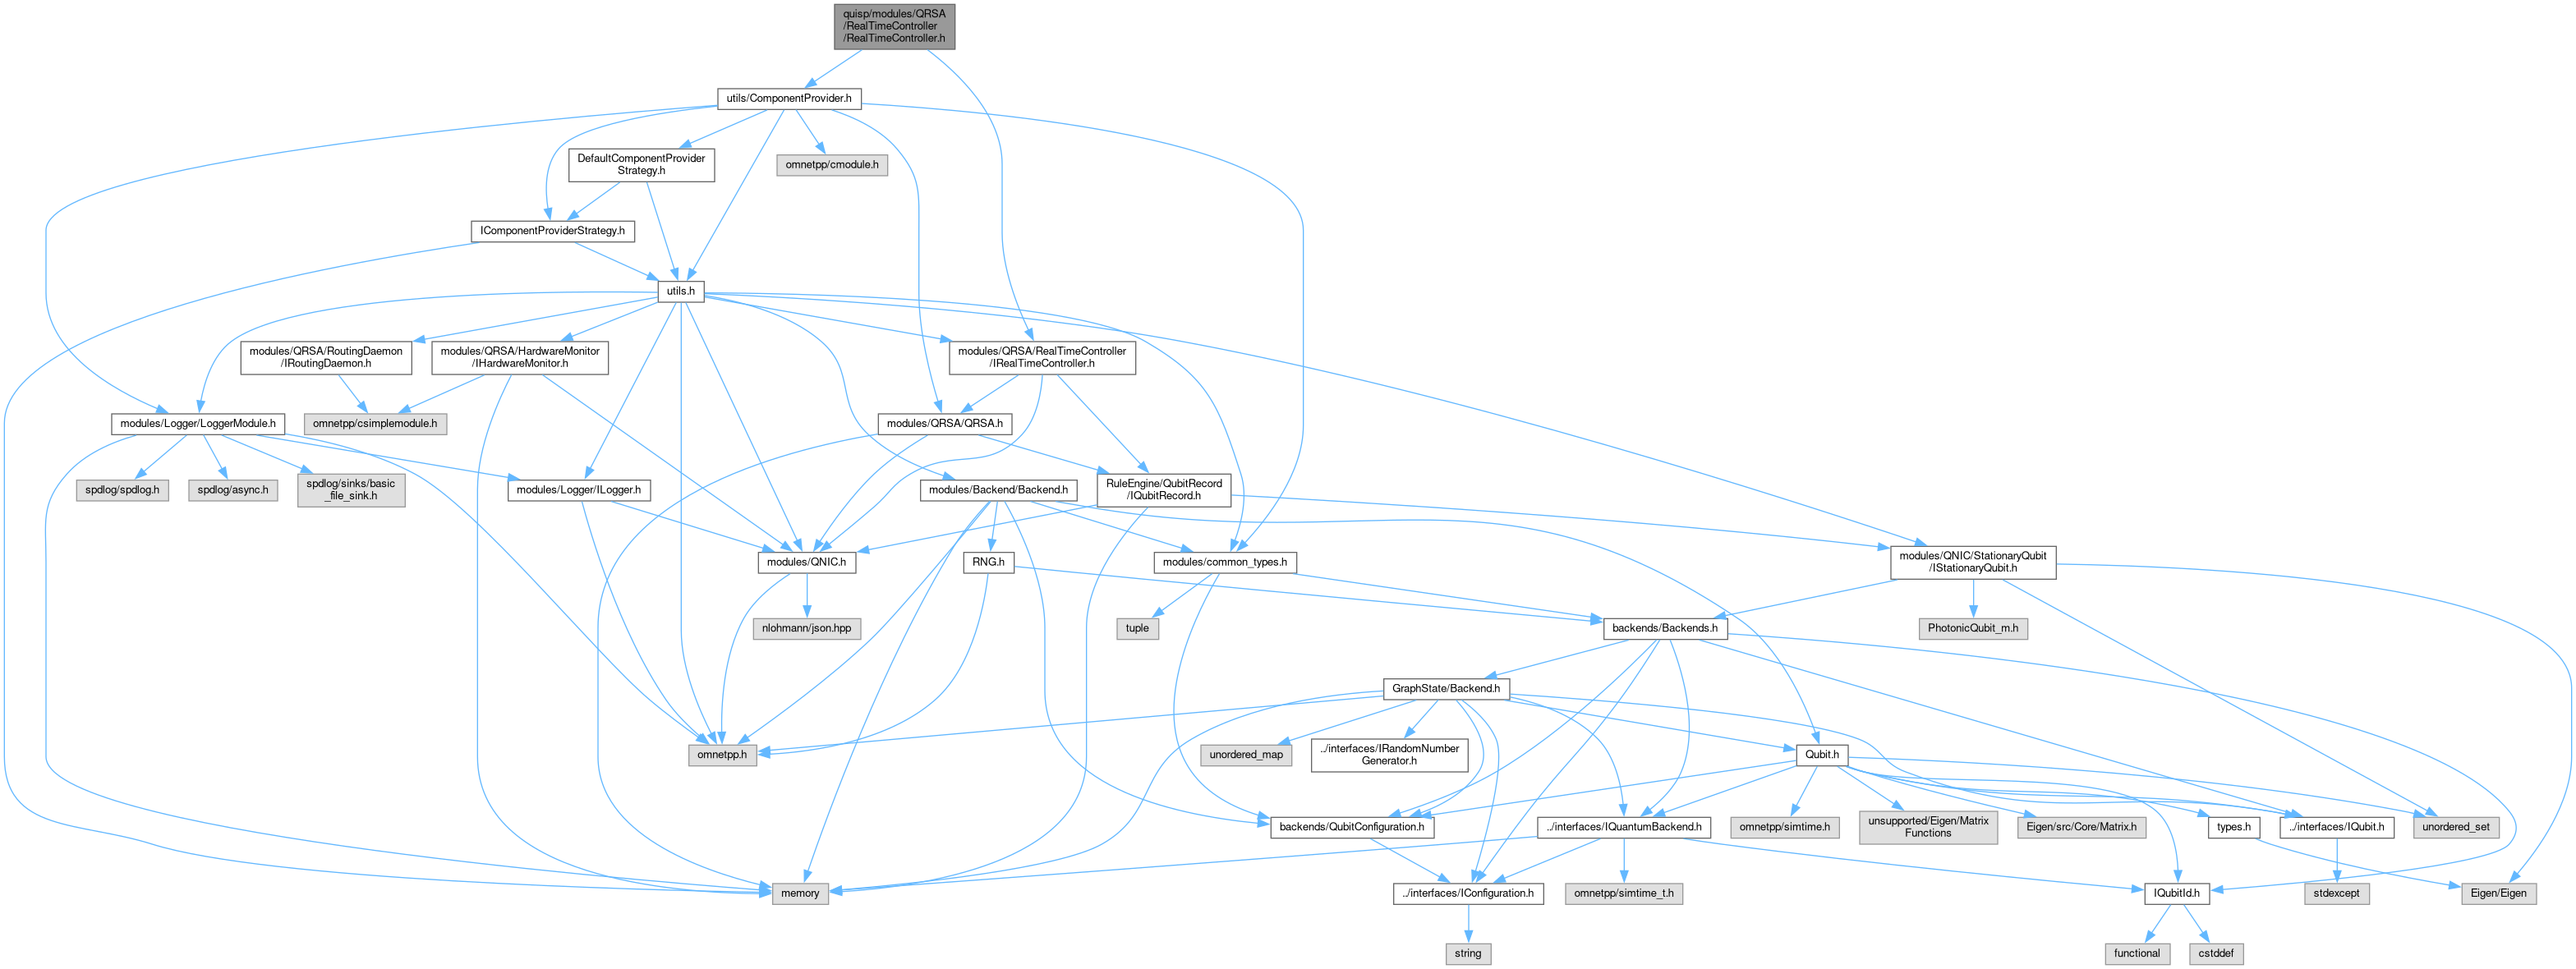 quisp/modules/QRSA
/RealTimeController
/RealTimeController.h
utils/ComponentProvider.h
DefaultComponentProvider
Strategy.h
omnetpp/cmodule.h
IComponentProviderStrategy.h
utils.h
modules/QRSA/RoutingDaemon
/IRoutingDaemon.h
modules/QRSA/HardwareMonitor
/IHardwareMonitor.h
modules/QRSA/RealTimeController
/IRealTimeController.h
modules/Logger/LoggerModule.h
omnetpp/csimplemodule.h
modules/QRSA/QRSA.h
spdlog/spdlog.h
spdlog/async.h
spdlog/sinks/basic
_file_sink.h
modules/Logger/ILogger.h
modules/Backend/Backend.h
RuleEngine/QubitRecord
/IQubitRecord.h
modules/QNIC.h
RNG.h
modules/common_types.h
modules/QNIC/StationaryQubit
/IStationaryQubit.h
nlohmann/json.hpp
tuple
backends/Backends.h
PhotonicQubit_m.h
GraphState/Backend.h
omnetpp.h
unordered_map
../interfaces/IRandomNumber
Generator.h
Qubit.h
backends/QubitConfiguration.h
../interfaces/IQuantumBackend.h
omnetpp/simtime.h
unsupported/Eigen/Matrix
Functions
Eigen/src/Core/Matrix.h
types.h
../interfaces/IQubit.h
unordered_set
memory
../interfaces/IConfiguration.h
omnetpp/simtime_t.h
IQubitId.h
stdexcept
Eigen/Eigen
string
functional
cstddef